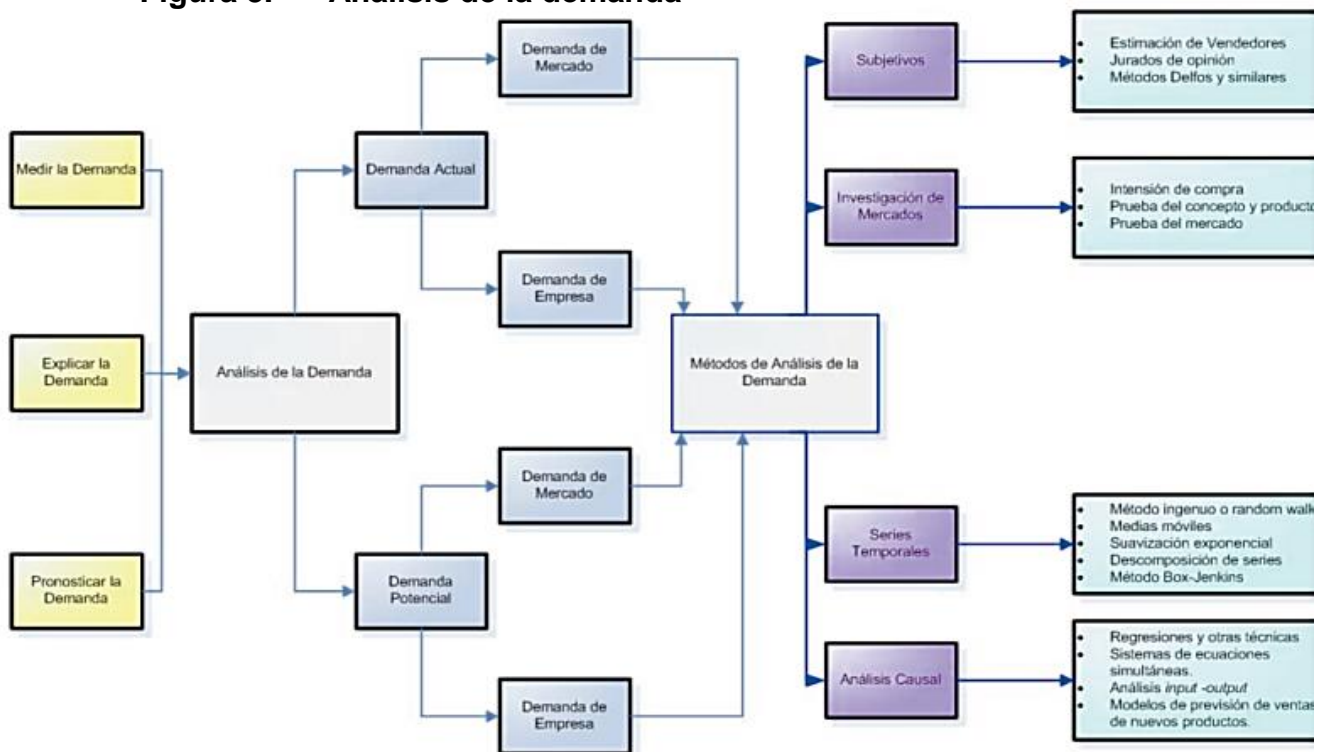 Figura 3. Análisis de la demanda
Medir la Demanda
Explicar la
Demanda
Pronosticar la
Demanda
Análisis de la Demanda
Demanda Actual
Demanda
Potencial
Demanda de
Mercado
Demanda de
Empresa
Demanda de
Mercado
Demanda de
Empresa
Métodos de Análisis de la
Demanda
Subjetivos
• Estimación de Vendedores
• Jurados de opinión
• Métodos Delfos y similares
Investigación de
Mercados
• Intensión de compra
• Prueba del concepto y producto
• Prueba del mercado
Series
Temporales
• Método ingenuo o random walk
• Medias móviles
• Suavización exponencial
• Descomposición de series
• Método Box-Jenkins
Análisis Causal
• Regresiones y otras técnicas
• Sistemas de ecuaciones
simultáneas.
• Análisis input -output
• Modelos de previsión de ventas
de nuevos productos.